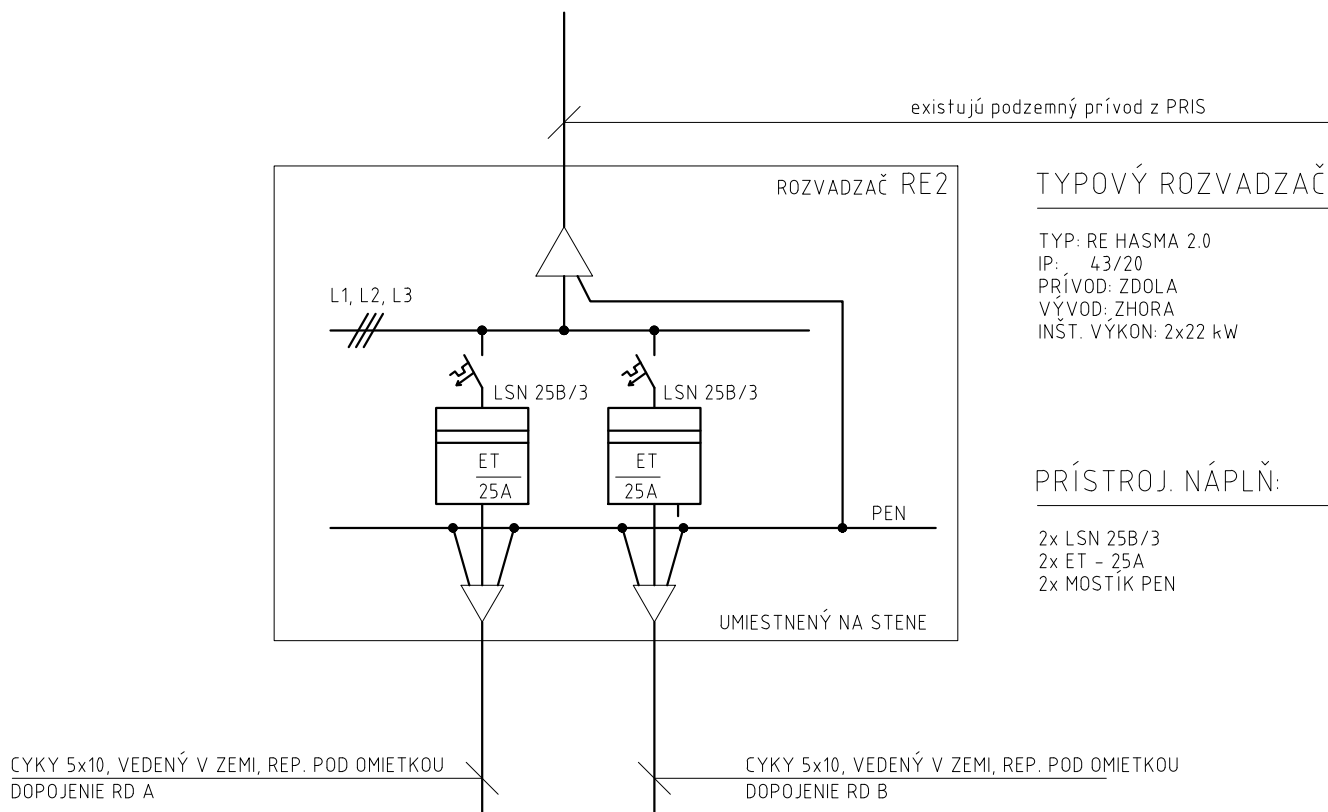 existujú podzemný prívod z PRIS
ROZVADZAČ RE2
L1, L2, L3
LSN 25B/3
LSN 25B/3
ET
25A
ET
25A
PEN
UMIESTNENÝ NA STENE
TYPOVÝ ROZVADZAČ
TYP: RE HASMA 2.0
IP: 43/20
PRÍVOD: ZDOLA
VÝVOD: ZHORA
INŠT. VÝKON: 2x22 kW
PRÍSTROJ. NÁPLŇ:
2x LSN 25B/3
2x ET - 25A
2x MOSTÍK PEN
CYKY 5x10, VEDENÝ V ZEMI, REP. POD OMIETKOU
DOPOJENIE RD A
CYKY 5x10, VEDENÝ V ZEMI, REP. POD OMIETKOU
DOPOJENIE RD B